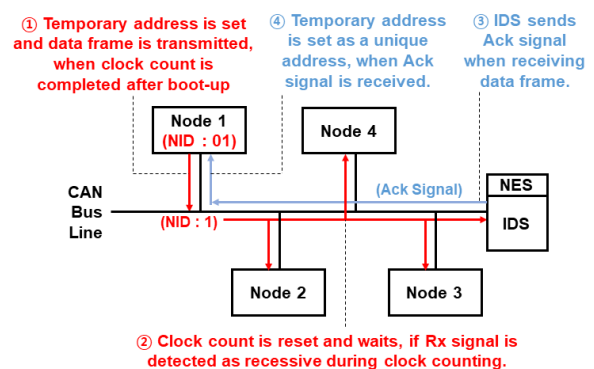 ① Temporary address is set
and data frame is transmitted,
when clock count is
completed after boot-up
④ Temporary address
is set as a unique
address, when Ack
signal is received.
③ IDS sends
Ack signal
when receiving
data frame.
Node 1
(NID : 01)
Node 4
CAN
Bus
Line
(Ack Signal)
NES
IDS
(NID : 1)
Node 2
Node 3
② Clock count is reset and waits, if Rx signal is
detected as recessive during clock counting.